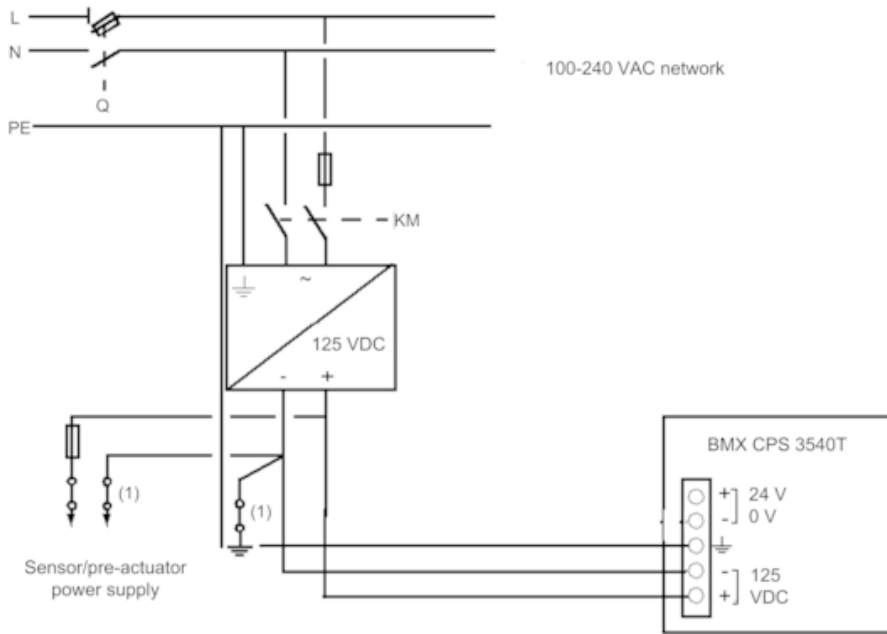 L
N
100-240 VAC network
Q
PE
KM
~
125 VDC
- +
BMX CPS 3540T
+ 24 V
- 0 V
(1)
(1)
- 125
+ VDC
Sensor/pre-actuator
power supply